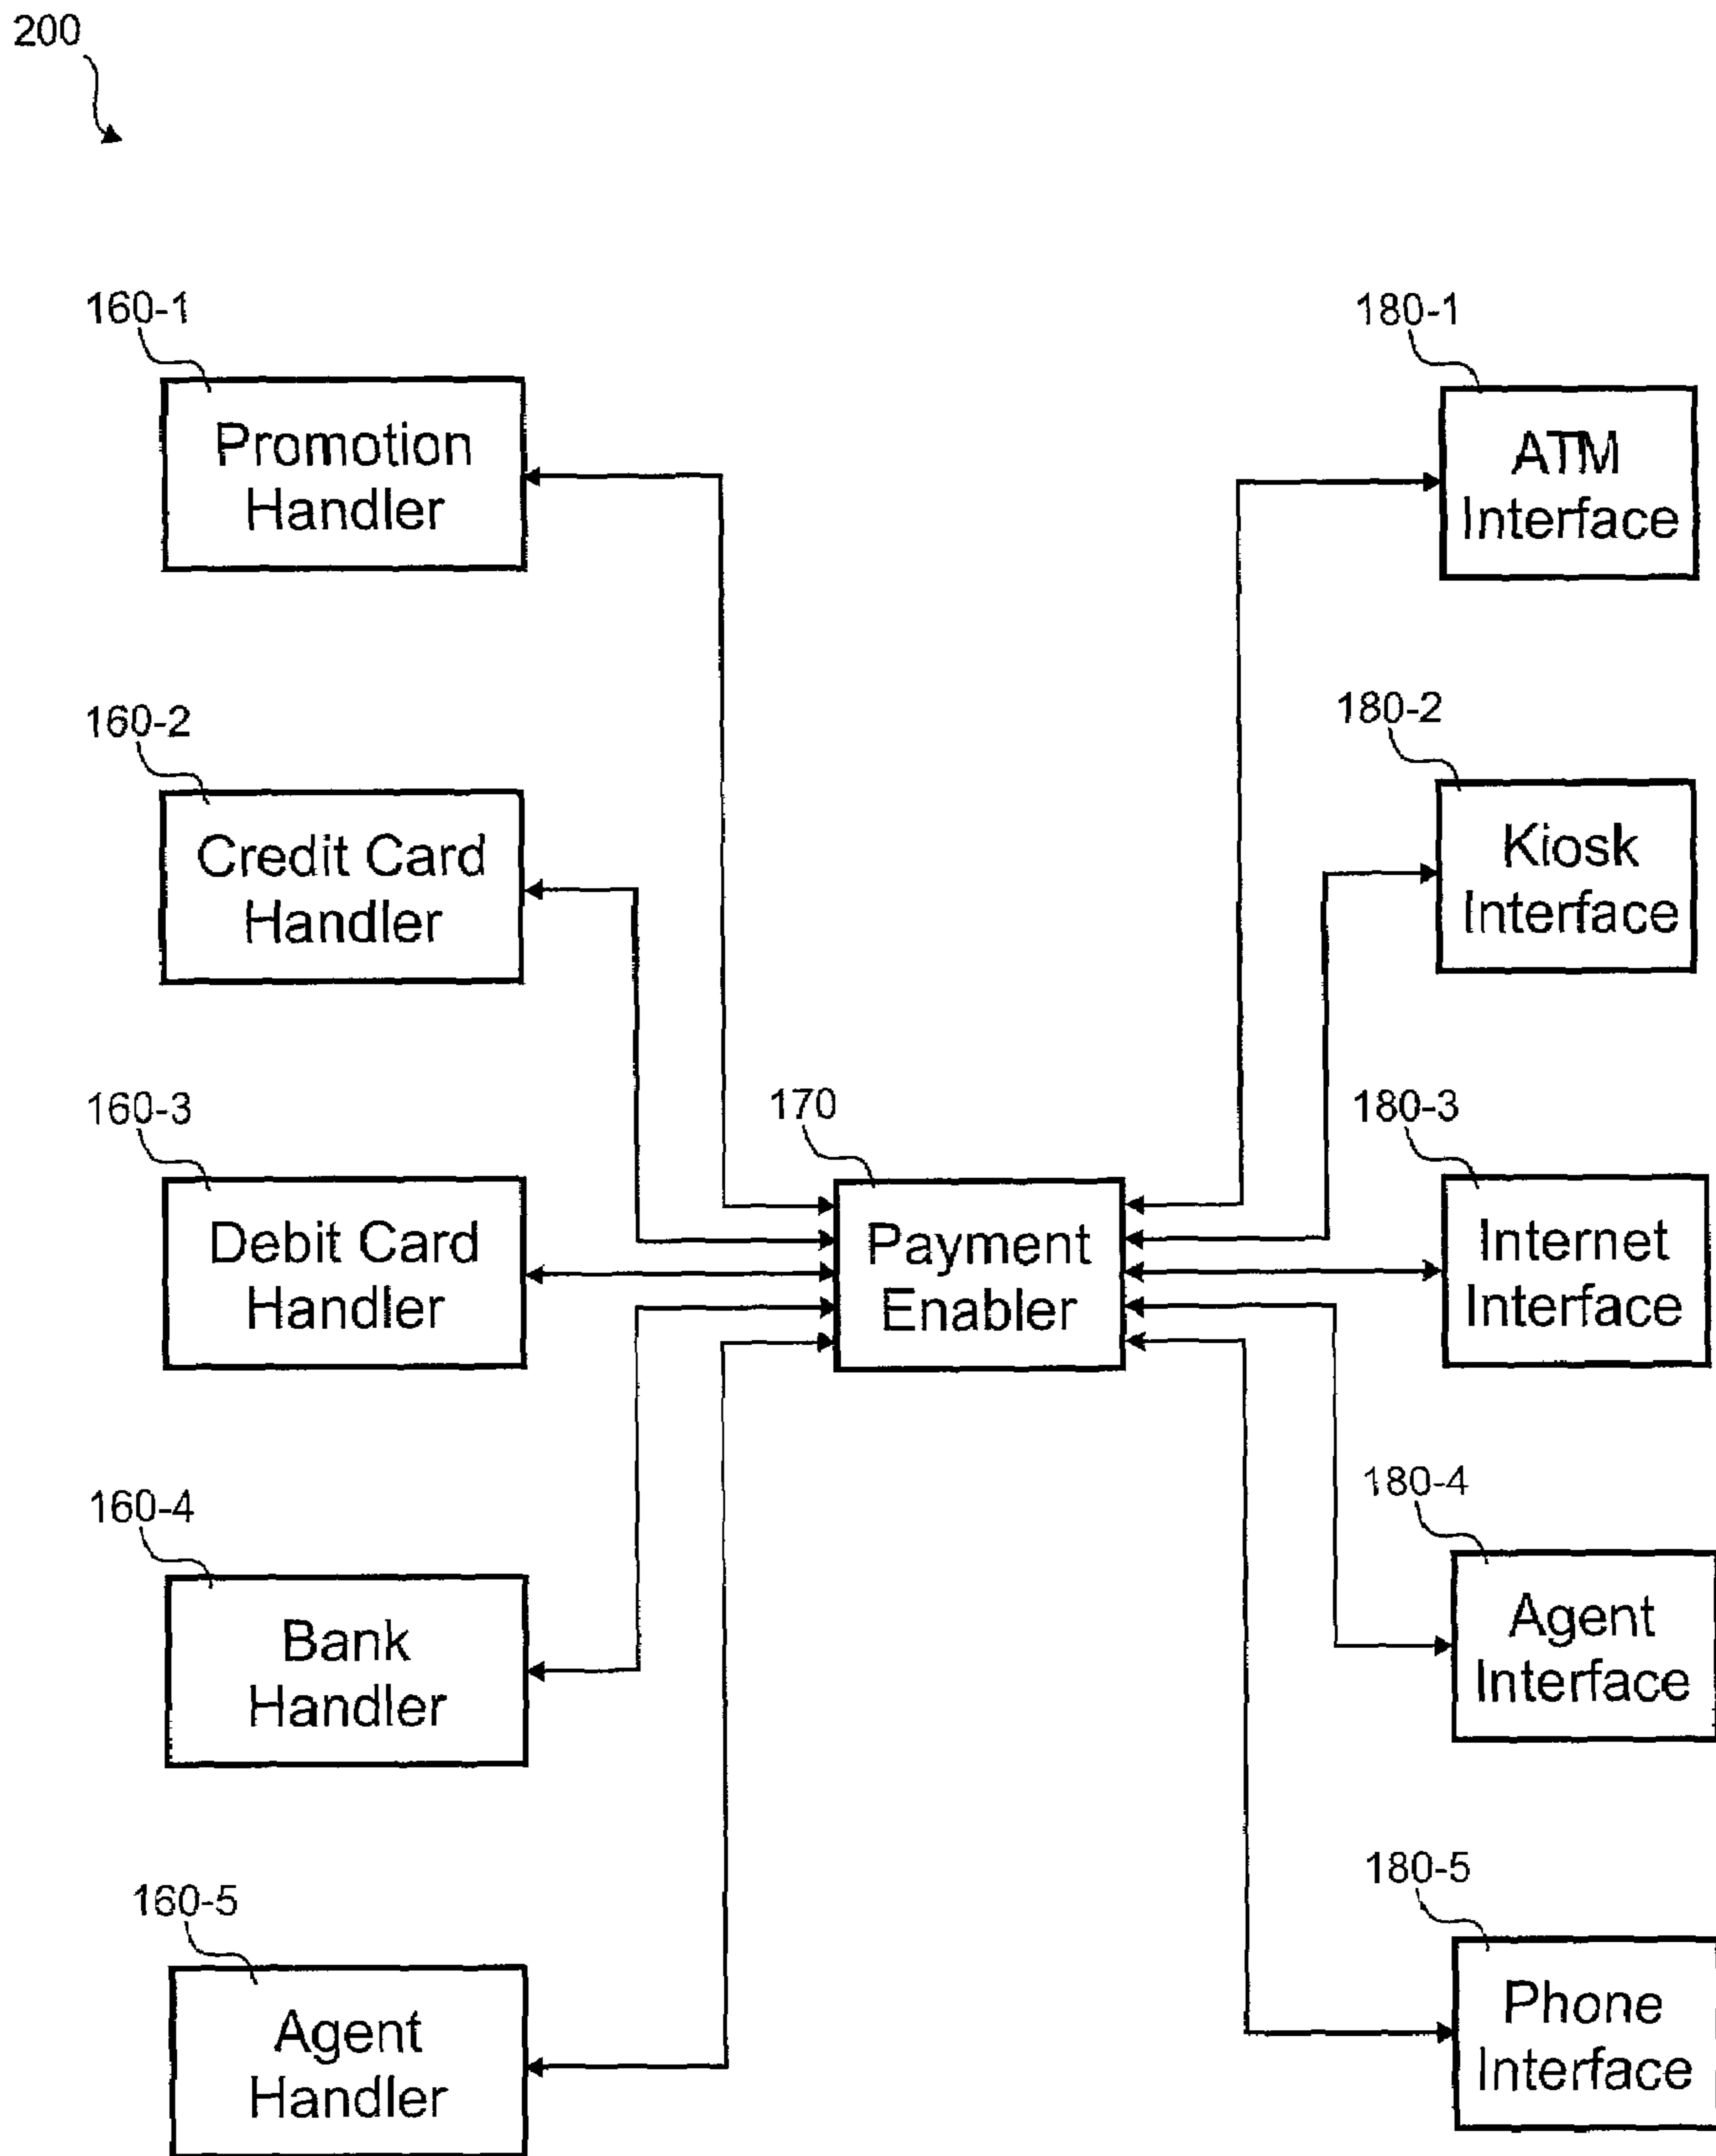 200
160-1
Promotion
Handler
180-1
ATM
Interface
160-2
Credit Card
Handler
180-2
Kiosk
Interface
160-3
Debit Card
Handler
170
Payment
Enabler
180-3
Internet
Interface
160-4
Bank
Handler
180-4
Agent
Interface
160-5
Agent
Handler
180-5
Phone
Interface